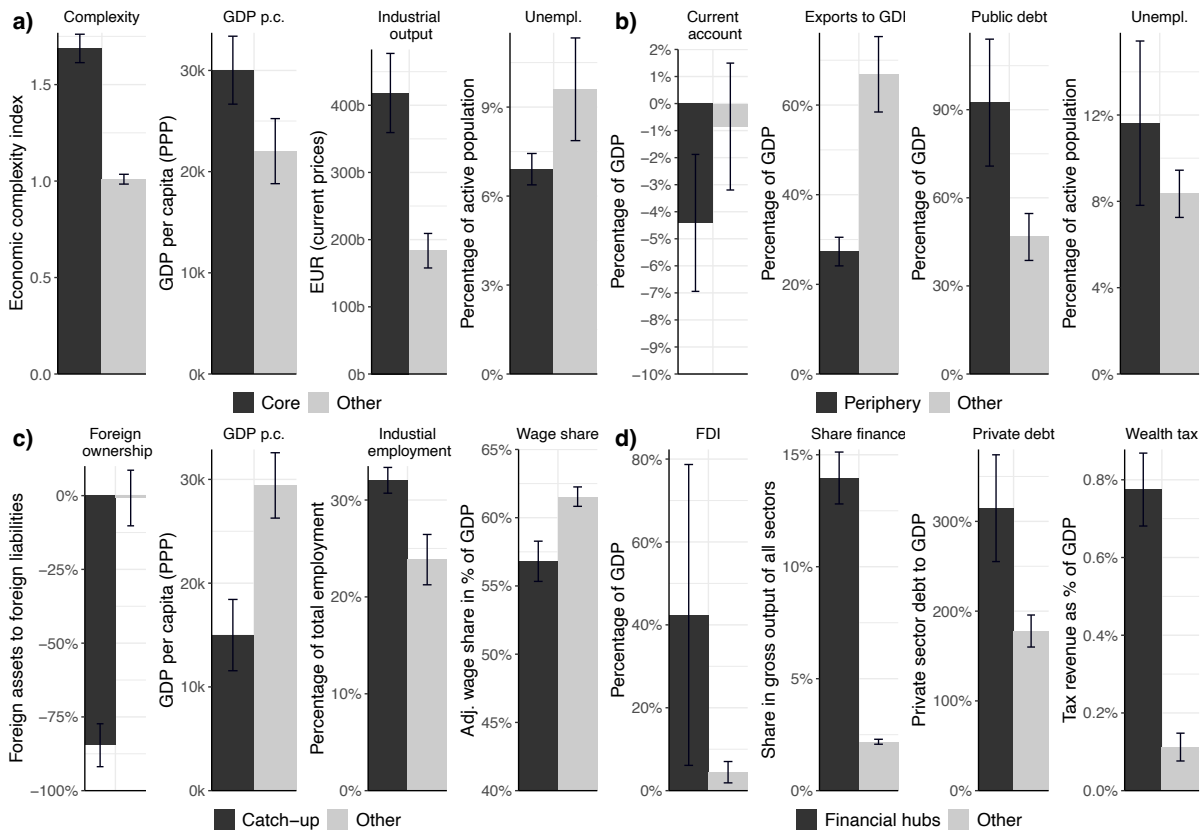 a)
Complexity
Economic complexity index
1.5
1.0
0.5
0.0
GDP p.c.
GDP per capita (PPP)
30k
20k
10k
0k
Industrial
output
EUR (current prices)
400b
300b
200b
100b
0b
Unempl.
Percentage of active population
9%
6%
3%
0%
Core
Other
b)
Current
account
Percentage of GDP
2%
1%
0%
−1%
−2%
−3%
−4%
−5%
−6%
−7%
−8%
−9%
−10%
Exports to GDI
Percentage of GDP
60%
40%
20%
0%
Public debt
Percentage of GDP
90%
60%
30%
0%
Unempl.
Percentage of active population
12%
8%
4%
0%
Periphery
Other
c)
Foreign
ownership
Foreign assets to foreign liabilities
0%
−25%
−50%
−75%
−100%
GDP p.c.
GDP per capita (PPP)
30k
20k
10k
0k
Industial
employment
Percentage of total employment
30%
20%
10%
0%
Wage share
Adj. wage share in % of GDP
65%
60%
55%
50%
45%
40%
Catch−up
Other
d)
FDI
Percentage of GDP
80%
60%
40%
20%
0%
Share finance
Share in gross output of all sectors
15%
10%
5%
0%
Private debt
Private sector debt to GDP
300%
200%
100%
0%
Wealth tax
Tax revenue as % of GDP
0.8%
0.6%
0.4%
0.2%
0.0%
Financial hubs
Other